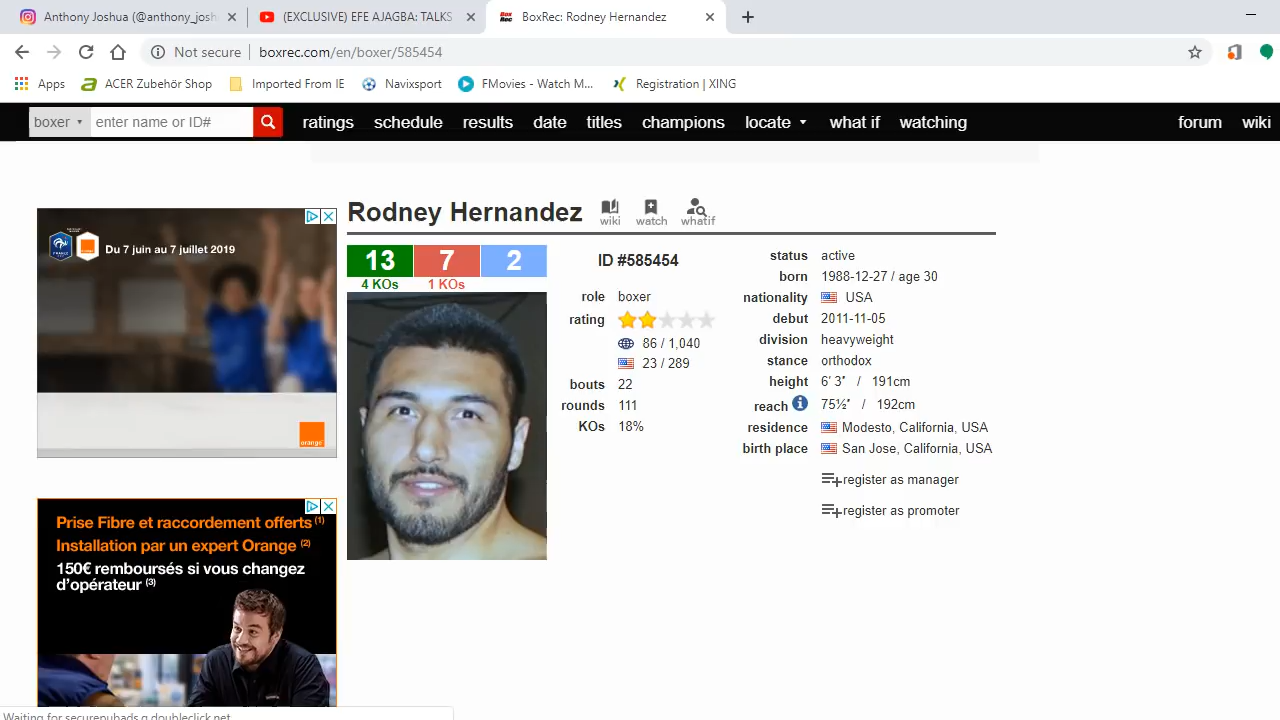 Anthony Joshua (@anthony_josh
(EXCLUSIVE) EFE AJAGBA: TALKS
BoxRec: Rodney Hernandez
Not secure
boxrec.com/en/boxer/585454
Apps
ACER Zubehör Shop
Imported From IE
Navixsport
FMovies - Watch M...
Registration | XING
boxer
enter name or ID#
ratings
schedule
results
date
titles
champions
locate
what if
watching
forum
wiki
Rodney Hernandez
wiki
watch
whatif
Du 7 juin au 7 juillet 2019
orange
13
7
2
4 KOs
1 KOs
ID #585454
role boxer
rating
86 / 1,040
23 / 289
bouts 22
rounds 111
KOs 18%
status active
born 1988-12-27 / age 30
nationality USA
debut 2011-11-05
division heavyweight
stance orthodox
height 6′ 3″ / 191cm
reach 75½″ / 192cm
residence Modesto, California, USA
birth place San Jose, California, USA
register as manager
register as promoter
Prise Fibre et raccordement offerts (1)
Installation par un expert Orange (2)
150€ remboursés si vous changez
d'opérateur (3)
Waiting for securepubads.g.doubleclick.net